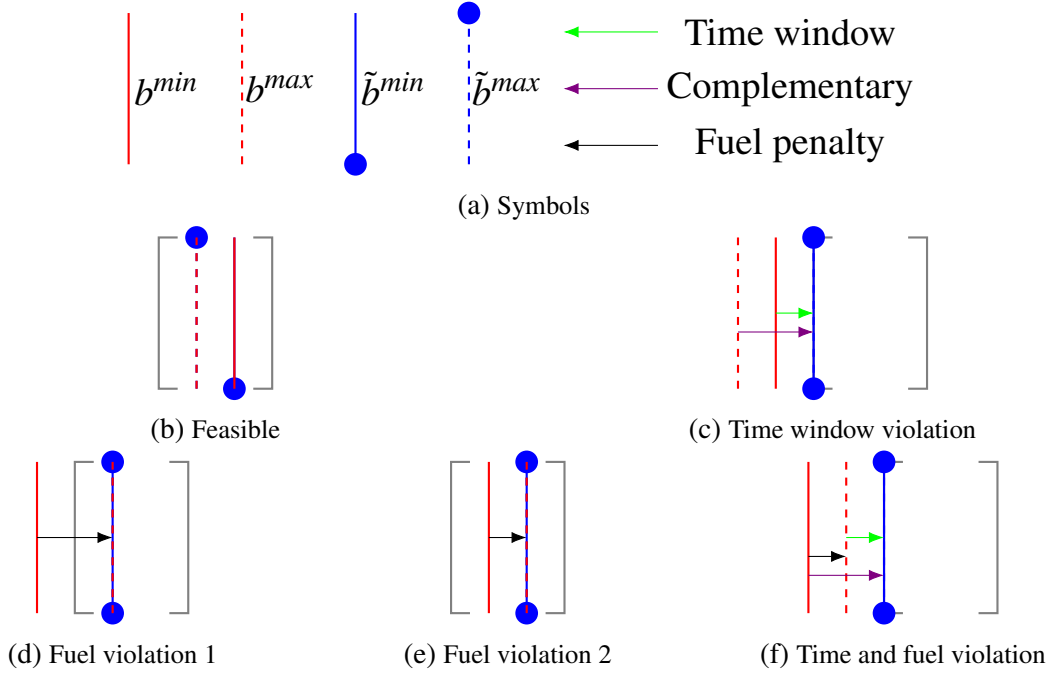 b^min b^max b̃^min b̃^max Time window
Complementary
Fuel penalty
(a) Symbols
(b) Feasible
(c) Time window violation
(d) Fuel violation 1
(e) Fuel violation 2
(f) Time and fuel violation